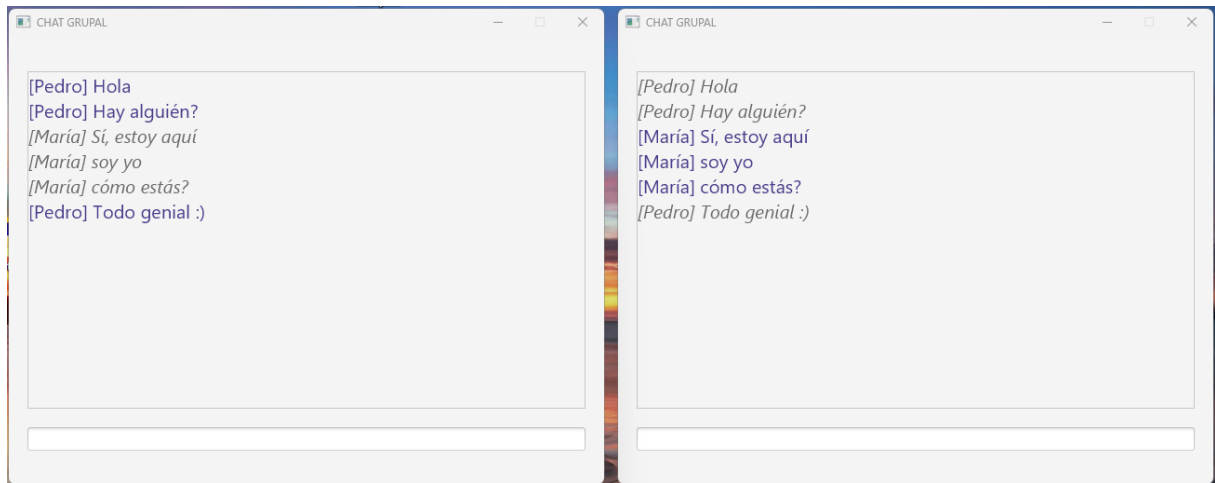 CHAT GRUPAL
[Pedro] Hola
[Pedro] Hay alguién?
[María] Sí, estoy aquí
[María] soy yo
[María] cómo estás?
[Pedro] Todo genial :)
CHAT GRUPAL
[Pedro] Hola
[Pedro] Hay alguién?
[María] Sí, estoy aquí
[María] soy yo
[María] cómo estás?
[Pedro] Todo genial :)